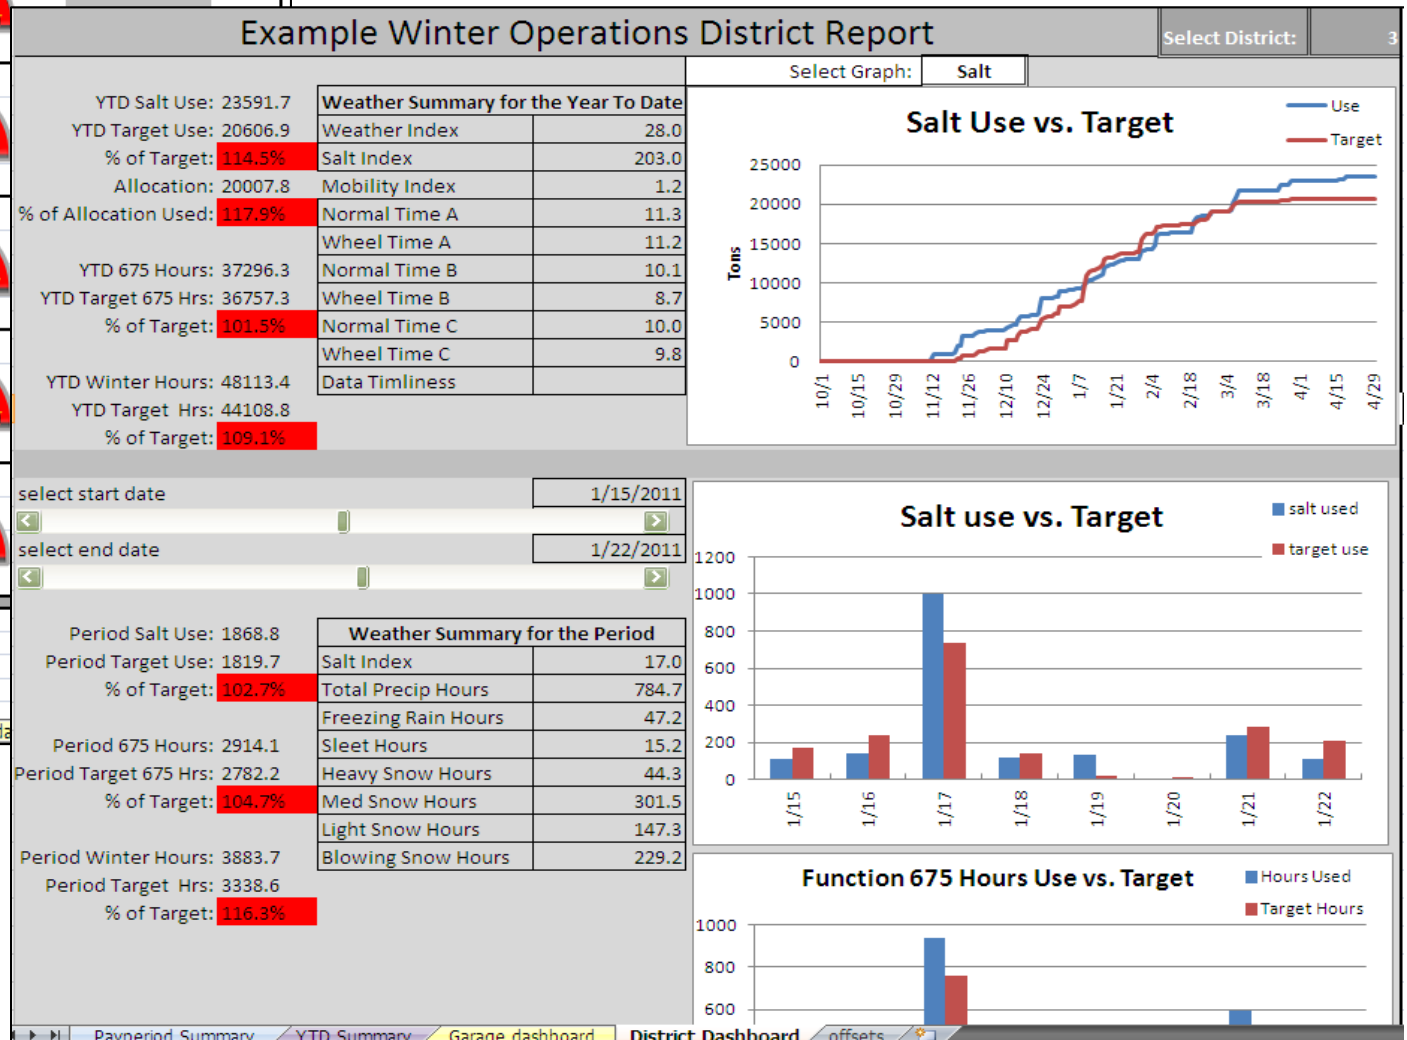 Example Winter Operations District Report
Select District: 3
Select Graph: Salt
YTD Salt Use: 23591.7
YTD Target Use: 20606.9
% of Target: 114.5%
Allocation: 20007.8
% of Allocation Used: 117.9%
YTD 675 Hours: 37296.3
YTD Target 675 Hrs: 36757.3
% of Target: 101.5%
YTD Winter Hours: 48113.4
YTD Target Hrs: 44108.8
% of Target: 109.1%
Weather Summary for the Year To Date
Weather Index 28.0
Salt Index 203.0
Mobility Index 1.2
Normal Time A 11.3
Wheel Time A 11.2
Normal Time B 10.1
Wheel Time B 8.7
Normal Time C 10.0
Wheel Time C 9.8
Data Timliness
Salt Use vs. Target
Use
Target
Tons
25000
20000
15000
10000
5000
0
10/1 10/15 10/29 11/12 11/26 12/10 12/24 1/7 1/21 2/4 2/18 3/4 3/18 4/1 4/15 4/29
select start date 1/15/2011
select end date 1/22/2011
Period Salt Use: 1868.8
Period Target Use: 1819.7
% of Target: 102.7%
Period 675 Hours: 2914.1
Period Target 675 Hrs: 2782.2
% of Target: 104.7%
Period Winter Hours: 3883.7
Period Target Hrs: 3338.6
% of Target: 116.3%
Weather Summary for the Period
Salt Index 17.0
Total Precip Hours 784.7
Freezing Rain Hours 47.2
Sleet Hours 15.2
Heavy Snow Hours 44.3
Med Snow Hours 301.5
Light Snow Hours 147.3
Blowing Snow Hours 229.2
Salt use vs. Target
salt used
target use
1200
1000
800
600
400
200
0
1/15 1/16 1/17 1/18 1/19 1/20 1/21 1/22
Function 675 Hours Use vs. Target
Hours Used
Target Hours
1000
800
600
Payperiod Summary YTD Summary Garage dashboard District Dashboard offsets